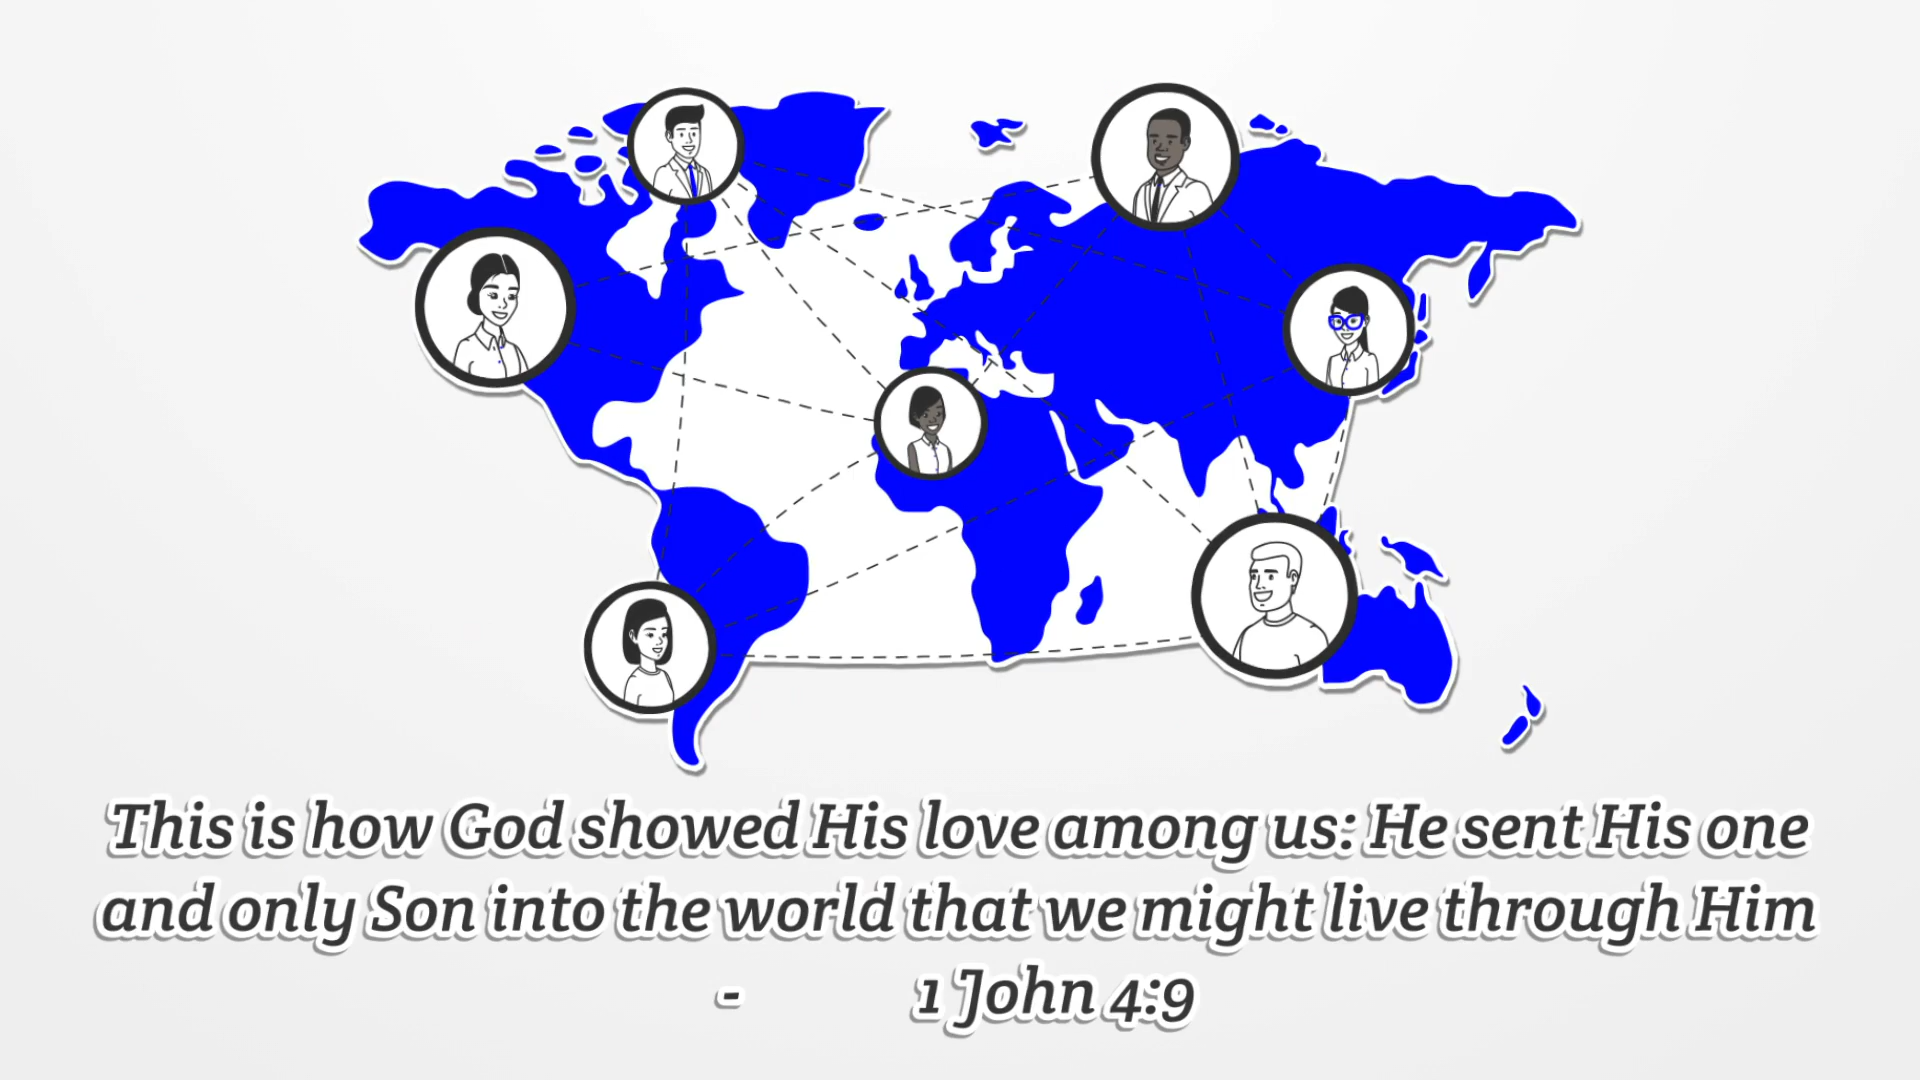 This is how God showed His love among us: He sent His one
and only Son into the world that we might live through Him
- 1 John 4:9